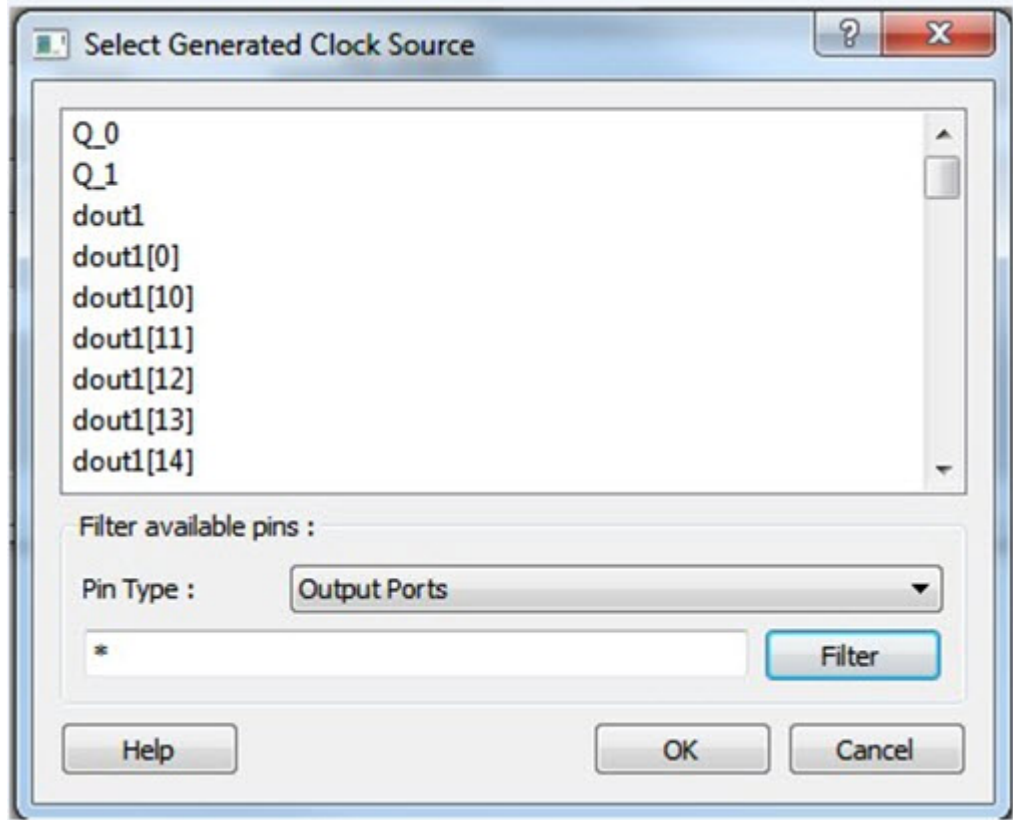 Select Generated Clock Source
?
X
Q_0
Q_1
dout1
dout1[0]
dout1[10]
dout1[11]
dout1[12]
dout1[13]
dout1[14]
Filter available pins :
Pin Type : Output Ports
* Filter
Help OK Cancel